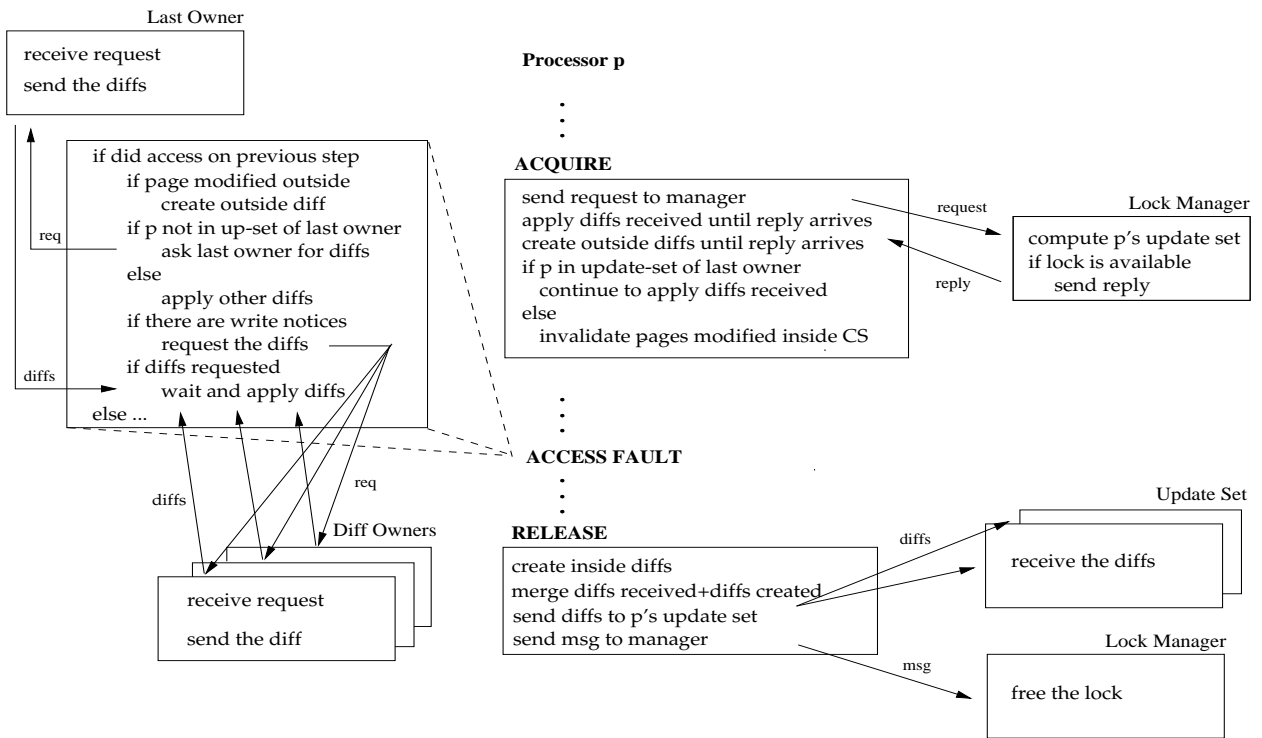 Last Owner
receive request
send the diffs
if did access on previous step
if page modified outside
create outside diff
if p not in up-set of last owner
ask last owner for diffs
else
apply other diffs
if there are write notices
request the diffs
if diffs requested
wait and apply diffs
else ...
req
diffs
diffs
req
Diff Owners
receive request
send the diff
Processor p
ACQUIRE
send request to manager
apply diffs received until reply arrives
create outside diffs until reply arrives
if p in update-set of last owner
continue to apply diffs received
else
invalidate pages modified inside CS
request
reply
Lock Manager
compute p's update set
if lock is available
send reply
ACCESS FAULT
RELEASE
create inside diffs
merge diffs received+diffs created
send diffs to p's update set
send msg to manager
diffs
Update Set
receive the diffs
msg
Lock Manager
free the lock